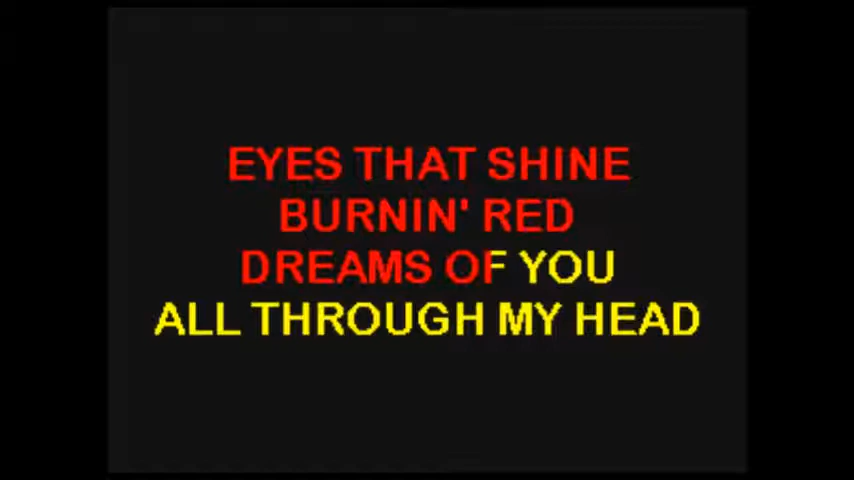 EYES THAT SHINE
BURNIN' RED
DREAMS OF YOU
ALL THROUGH MY HEAD